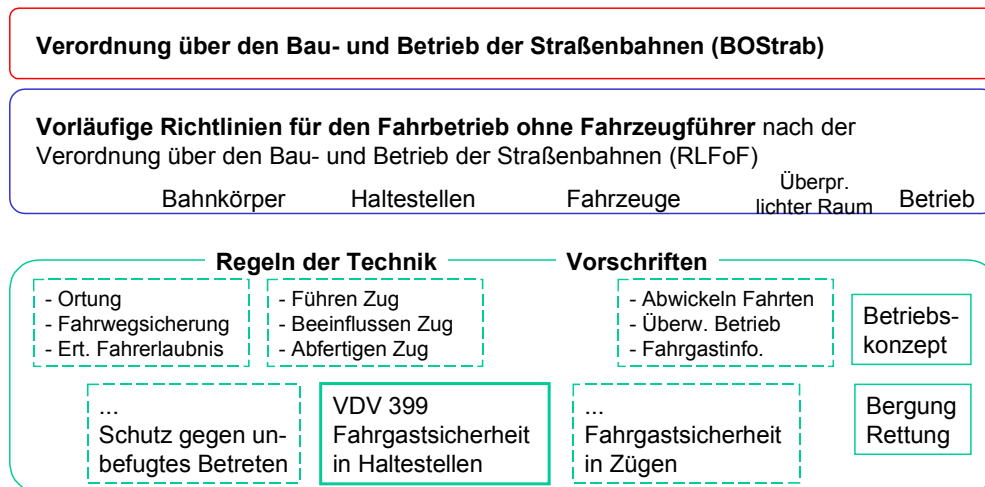 Verordnung über den Bau- und Betrieb der Straßenbahnen (BOStrab)
Vorläufige Richtlinien für den Fahrbetrieb ohne Fahrzeugführer nach der
Verordnung über den Bau- und Betrieb der Straßenbahnen (RLFoF)
Bahnkörper
Haltestellen
Fahrzeuge
Überpr.
lichter Raum
Betrieb
Regeln der Technik
Vorschriften
- Ortung
- Fahrwegsicherung
- Ert. Fahrerlaubnis
- Führen Zug
- Beeinflussen Zug
- Abfertigen Zug
- Abwickeln Fahrten
- Überw. Betrieb
- Fahrgastinfo.
Betriebs-
konzept
...
Schutz gegen un-
befugtes Betreten
VDV 399
Fahrgastsicherheit
in Haltestellen
...
Fahrgastsicherheit
in Zügen
Bergung
Rettung